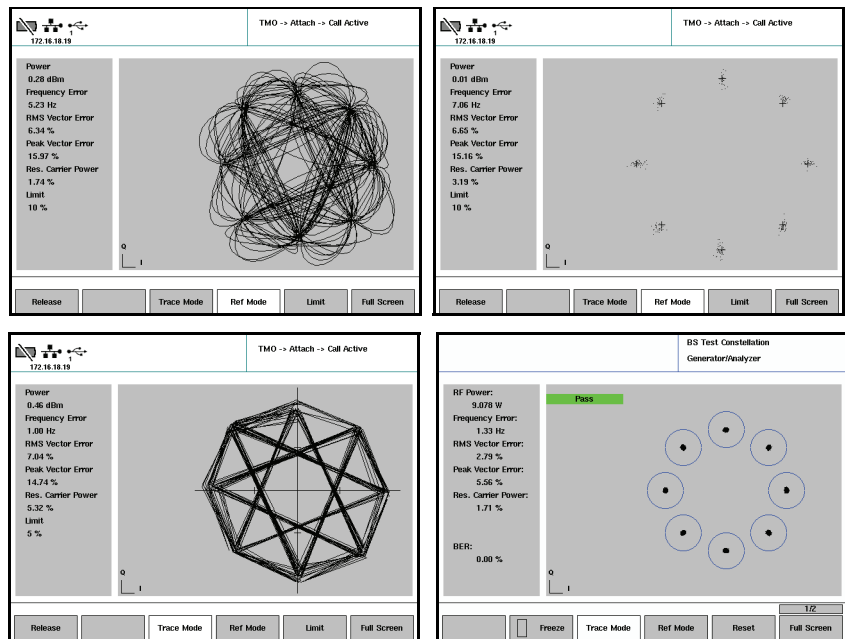 TMO -> Attach -> Call Active
1
172.16.18.19
Power
0.28 dBm
Frequency Error
5.23 Hz
RMS Vector Error
6.34 %
Peak Vector Error
15.97 %
Res. Carrier Power
1.74 %
Limit
10 %
Q
I
Release
Trace Mode
Ref Mode
Limit
Full Screen
TMO -> Attach -> Call Active
1
172.16.18.19
Power
0.01 dBm
Frequency Error
7.06 Hz
RMS Vector Error
6.65 %
Peak Vector Error
15.16 %
Res. Carrier Power
3.19 %
Limit
10 %
Q
I
Release
Trace Mode
Ref Mode
Limit
Full Screen
TMO -> Attach -> Call Active
1
172.16.18.19
Power
0.46 dBm
Frequency Error
1.00 Hz
RMS Vector Error
7.04 %
Peak Vector Error
14.74 %
Res. Carrier Power
5.32 %
Limit
5 %
Q
I
Release
Trace Mode
Ref Mode
Limit
Full Screen
BS Test Constellation
Generator/Analyzer
RF Power:
9.078 W
Frequency Error:
1.33 Hz
RMS Vector Error:
2.79 %
Peak Vector Error:
5.56 %
Res. Carrier Power:
1.71 %
BER:
0.00 %
Pass
Q
I
1/2
Freeze
Trace Mode
Ref Mode
Reset
Full Screen